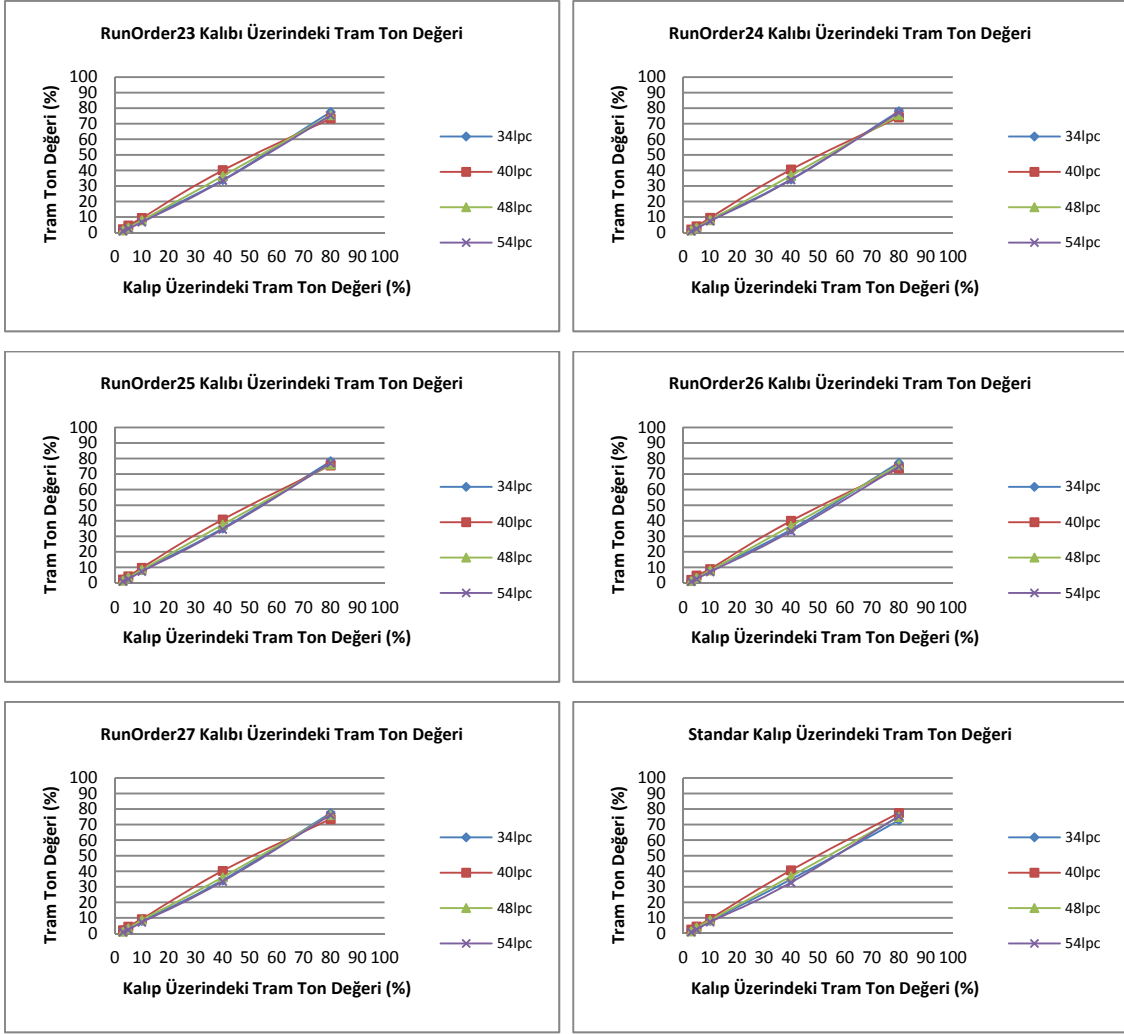 RunOrder23 Kalıbı Üzerindeki Tram Ton Değeri
Tram Ton Değeri (%)
100
90
80
70
60
50
40
30
20
10
0
0 10 20 30 40 50 60 70 80 90 100
Kalıp Üzerindeki Tram Ton Değeri (%)
34lpc
40lpc
48lpc
54lpc
RunOrder24 Kalıbı Üzerindeki Tram Ton Değeri
Tram Ton Değeri (%)
100
90
80
70
60
50
40
30
20
10
0
0 10 20 30 40 50 60 70 80 90 100
Kalıp Üzerindeki Tram Ton Değeri (%)
34lpc
40lpc
48lpc
54lpc
RunOrder25 Kalıbı Üzerindeki Tram Ton Değeri
Tram Ton Değeri (%)
100
90
80
70
60
50
40
30
20
10
0
0 10 20 30 40 50 60 70 80 90 100
Kalıp Üzerindeki Tram Ton Değeri (%)
34lpc
40lpc
48lpc
54lpc
RunOrder26 Kalıbı Üzerindeki Tram Ton Değeri
Tram Ton Değeri (%)
100
90
80
70
60
50
40
30
20
10
0
0 10 20 30 40 50 60 70 80 90 100
Kalıp Üzerindeki Tram Ton Değeri (%)
34lpc
40lpc
48lpc
54lpc
RunOrder27 Kalıbı Üzerindeki Tram Ton Değeri
Tram Ton Değeri (%)
100
90
80
70
60
50
40
30
20
10
0
0 10 20 30 40 50 60 70 80 90 100
Kalıp Üzerindeki Tram Ton Değeri (%)
34lpc
40lpc
48lpc
54lpc
Standar Kalıp Üzerindeki Tram Ton Değeri
Tram Ton Değeri (%)
100
90
80
70
60
50
40
30
20
10
0
0 10 20 30 40 50 60 70 80 90 100
Kalıp Üzerindeki Tram Ton Değeri (%)
34lpc
40lpc
48lpc
54lpc